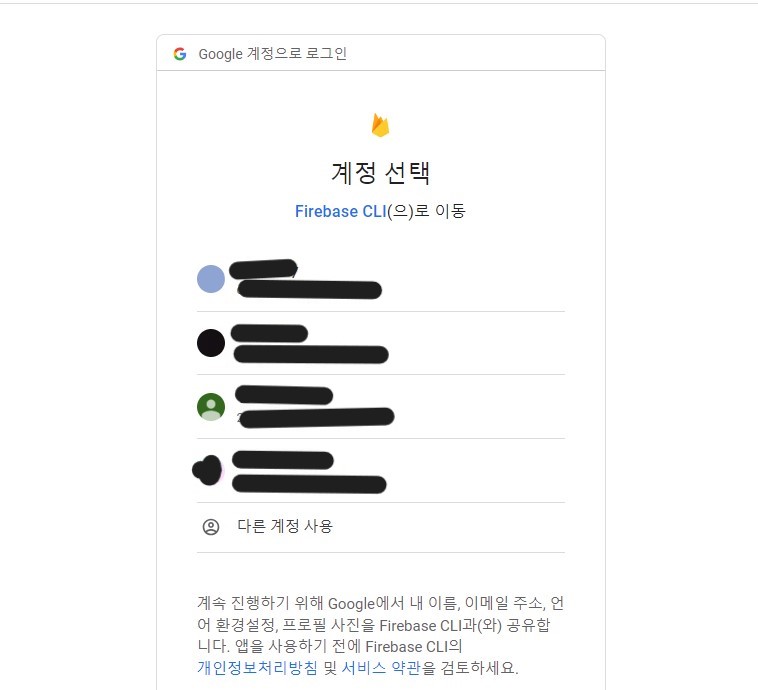 Google 계정으로 로그인
계정 선택
Firebase CLI(으)로 이동
다른 계정 사용
계속 진행하기 위해 Google에서 내 이름, 이메일 주소, 언
어 환경설정, 프로필 사진을 Firebase CLI과(와) 공유합
니다. 앱을 사용하기 전에 Firebase CLI의
개인정보처리방침 및 서비스 약관을 검토하세요.